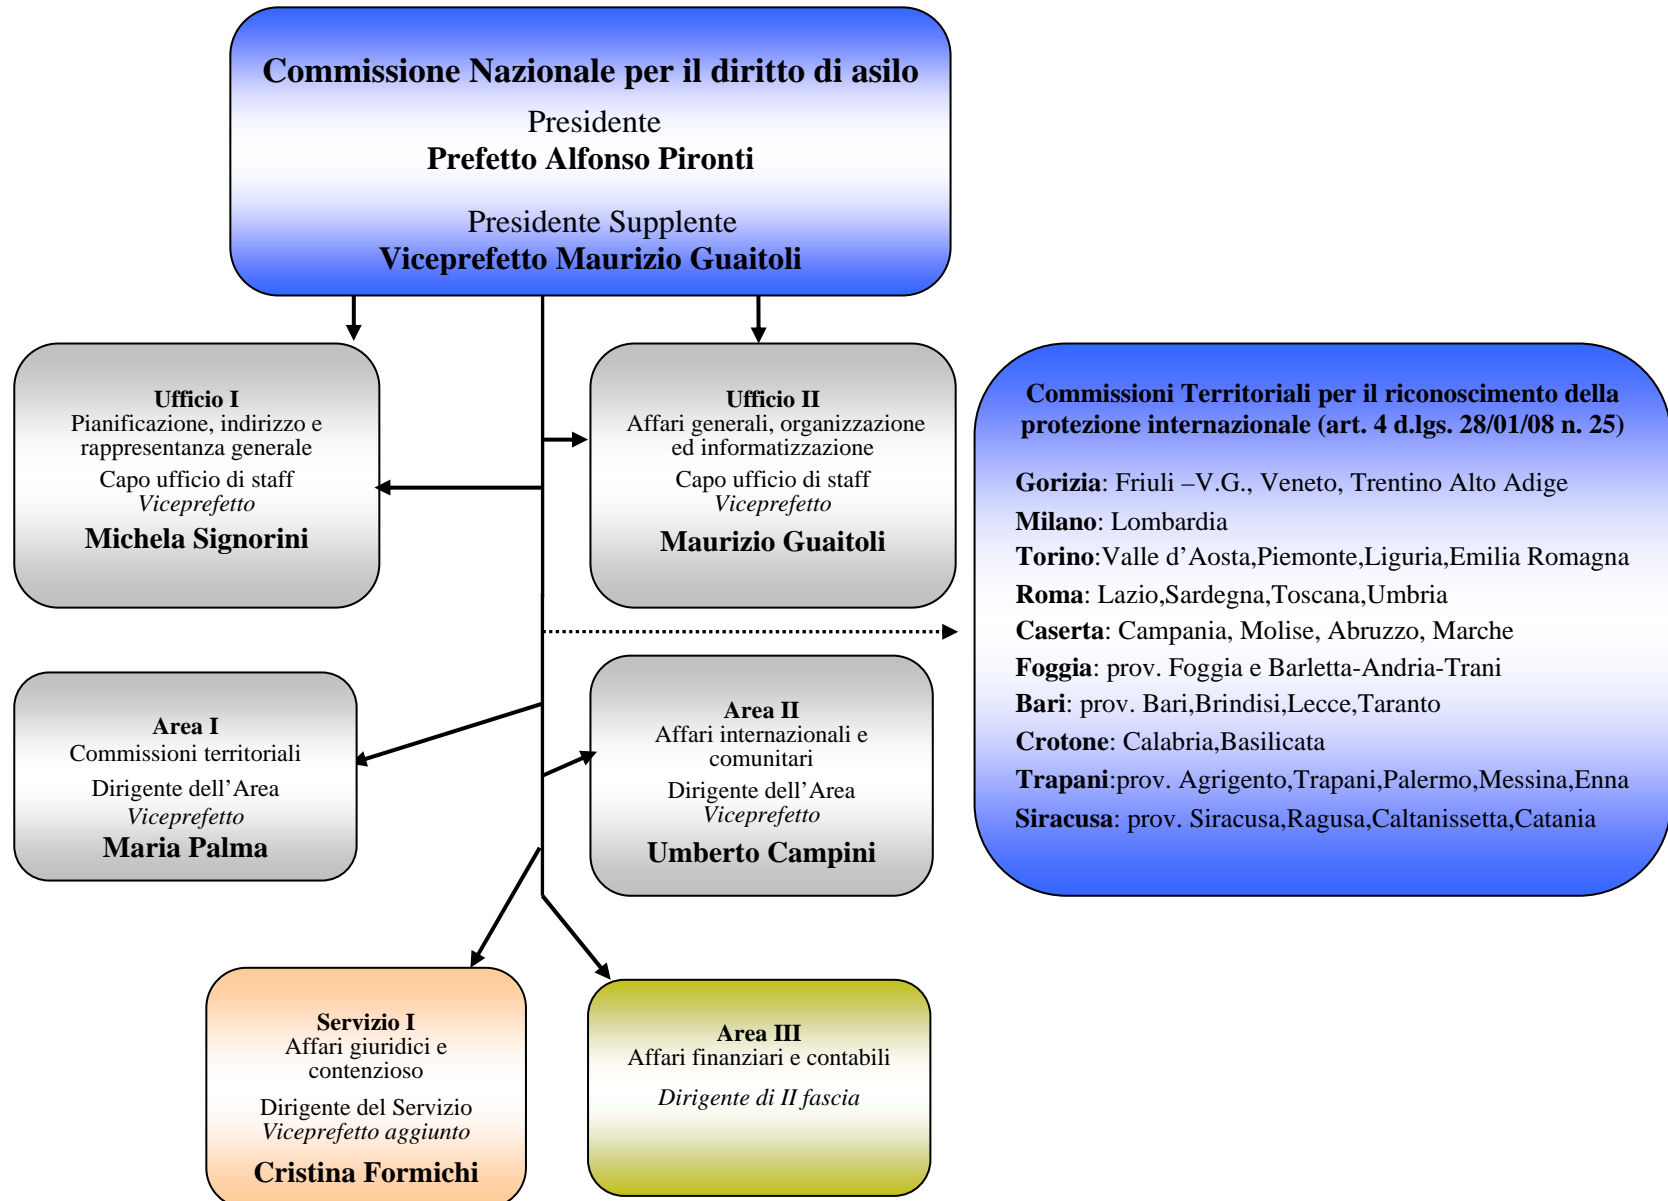 Commissione Nazionale per il diritto di asilo
Presidente
Prefetto Alfonso Pironti
Presidente Supplente
Viceprefetto Maurizio Guaitoli
Ufficio I
Pianificazione, indirizzo e
rappresentanza generale
Capo ufficio di staff
Viceprefetto
Michela Signorini
Ufficio II
Affari generali, organizzazione
ed informatizzazione
Capo ufficio di staff
Viceprefetto
Maurizio Guaitoli
Commissioni Territoriali per il riconoscimento della
protezione internazionale (art. 4 d.lgs. 28/01/08 n. 25)
Gorizia: Friuli –V.G., Veneto, Trentino Alto Adige
Milano: Lombardia
Torino:Valle d’Aosta,Piemonte,Liguria,Emilia Romagna
Roma: Lazio,Sardegna,Toscana,Umbria
Caserta: Campania, Molise, Abruzzo, Marche
Foggia: prov. Foggia e Barletta-Andria-Trani
Bari: prov. Bari,Brindisi,Lecce,Taranto
Crotone: Calabria,Basilicata
Trapani:prov. Agrigento,Trapani,Palermo,Messina,Enna
Siracusa: prov. Siracusa,Ragusa,Caltanissetta,Catania
Area I
Commissioni territoriali
Dirigente dell’Area
Viceprefetto
Maria Palma
Area II
Affari internazionali e
comunitari
Dirigente dell’Area
Viceprefetto
Umberto Campini
Servizio I
Affari giuridici e
contenzioso
Dirigente del Servizio
Viceprefetto aggiunto
Cristina Formichi
Area III
Affari finanziari e contabili
Dirigente di II fascia